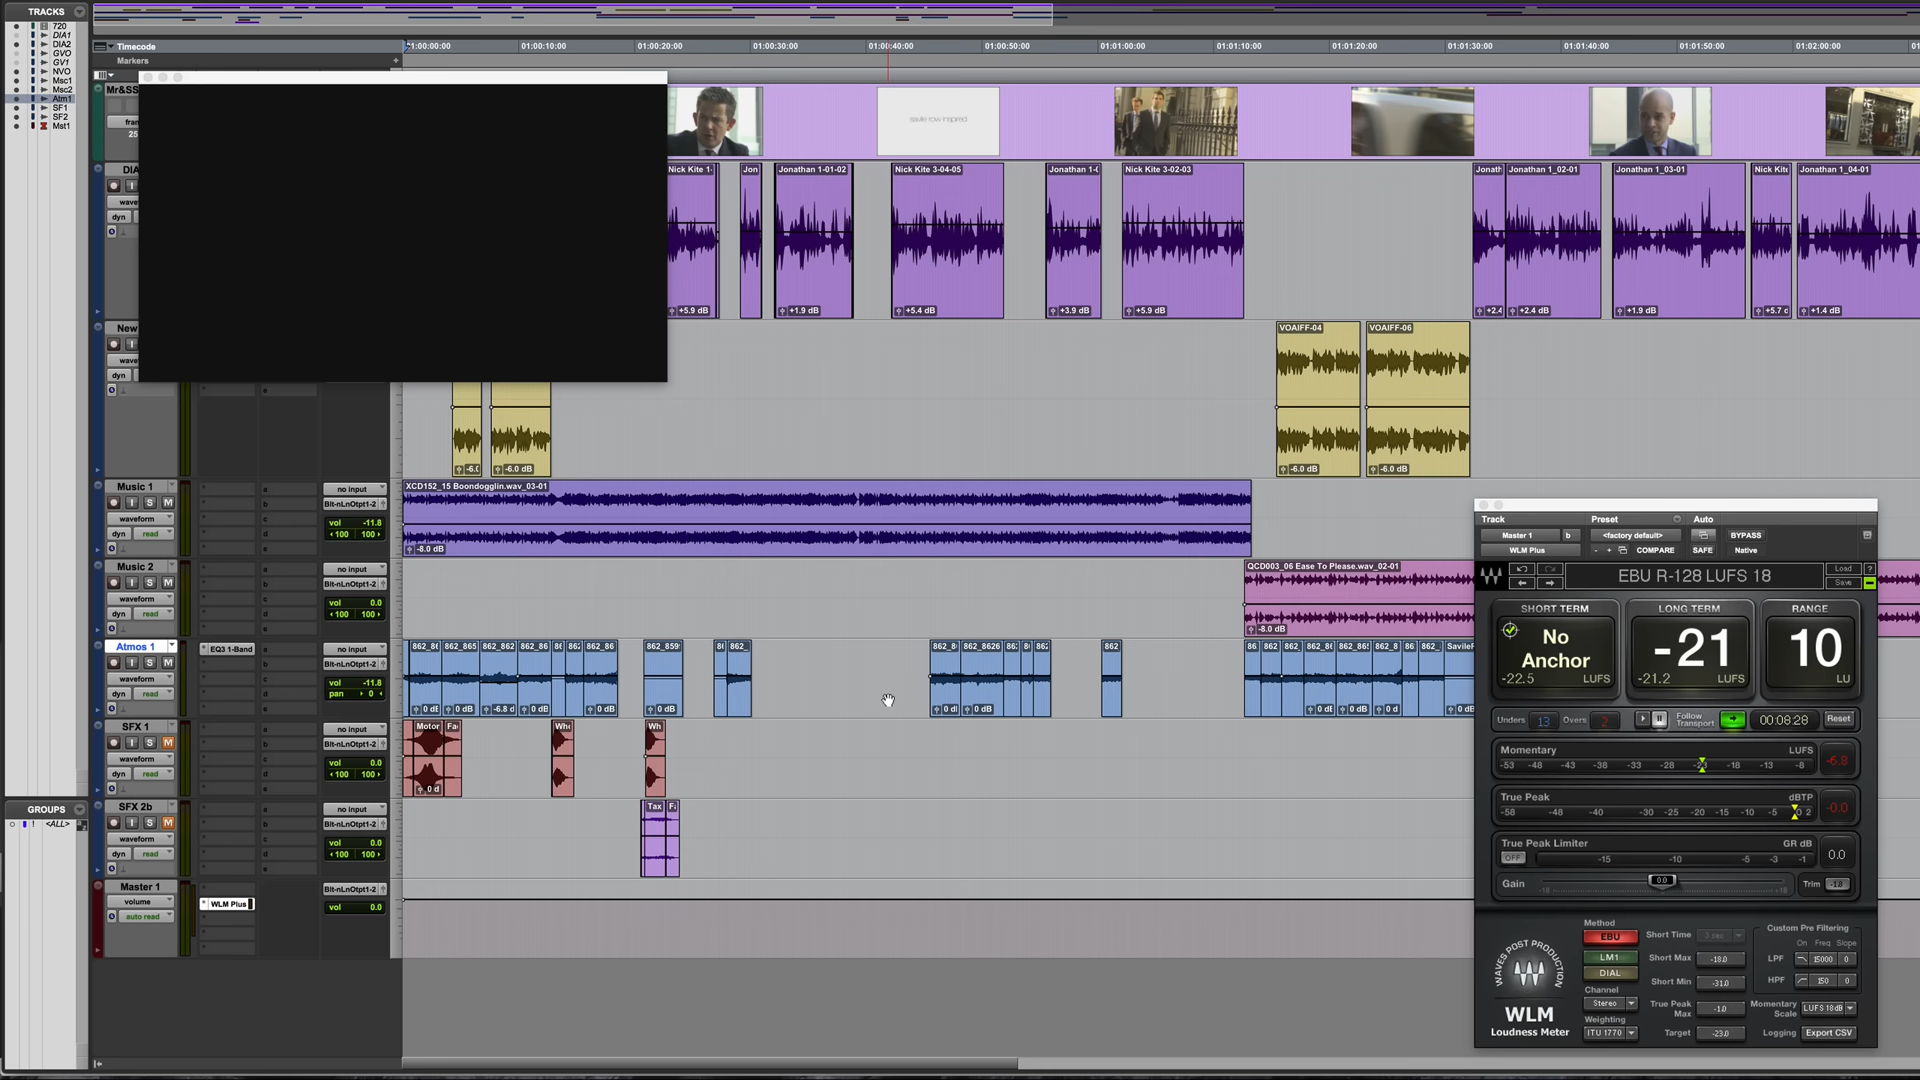 TRACKS
720
DIA1
DIA2
GVO
GV1
NVO
Msc1
Msc2
Atm1
SF1
SF2
Mst1
GROUPS
1 <ALL>
Timecode
01:00:00:00 01:00:10:00 01:00:20:00 01:00:30:00 01:00:40:00 01:00:50:00 01:01:00:00 01:01:10:00 01:01:20:00 01:01:30:00 01:01:40:00 01:01:50:00 01:02:00:00
Markers
Mr&SS
fran
25
savile row inspired
DIA
wave
dyn
Nick Kite 1- Jon Jonathan 1-01-02 Nick Kite 3-04-05 Jonathan 1-( Nick Kite 3-02-03 Jonath Jonathan 1_02-01 Jonathan 1_03-01 Nick Kit Jonathan 1_04-01
+5.9 dB +1.9 dB +5.4 dB +3.9 dB +5.9 dB +2.4 +2.4 dB +1.9 dB +5.7 +1.4 dB
New
wave
dyn
VOAIFF-04 VOAIFF-06
-6.0 -6.0 dB -6.0 dB -6.0 dB
Music 1
I S M
waveform
dyn read
no input
Blt-nLnOtpt1-2
vol -11.8
100 100
XCD152_15 Boondogglin.wav_03-01
-8.0 dB
Music 2
I S M
waveform
dyn read
no input
Blt-nLnOtpt1-2
vol 0.0
100 100
QCD003_06 Ease To Please.wav_02-01
-8.0 dB
Atmos 1
I S M
waveform
dyn read
EQ3 1-Band
no input
Blt-nLnOtpt1-2
vol -11.8
pan 0
862_8 862_865 862_862 862_86 86 862 862_86 862_859 8 862_ 862_8 862_8626 86 8 862 862 86 862 862_ 862_8 862_865 862_8 86 862_ SavileF
0 dB -6.8 d 0 dB 0 dB 0 dB 0 d 0 dB 0 dB 0 dB 0 d 0 dB
SFX 1
I S M
waveform
dyn read
no input
Blt-nLnOtpt1-2
vol 0.0
100 100
Motor Fa Wh Wh
0 d
SFX 2b
I S M
waveform
dyn read
no input
Blt-nLnOtpt1-2
vol 0.0
100 100
Tax F
Master 1
volume
auto read
WLM Plus
Blt-nLnOtpt1-2
vol 0.0
Track Preset Auto
Master 1 b <factory default> BYPASS
WLM Plus - + COMPARE SAFE Native
EBU R-128 LUFS 18
Load ?
Save
SHORT TERM LONG TERM RANGE
No Anchor
-22.5 LUFS
-21
-21.2 LUFS
10
LU
Unders 13 Overs 2 Follow Transport 00:08:28 Reset
Momentary LUFS
-53 -48 -43 -38 -33 -28 -23 -18 -13 -8
-6.8
True Peak dBTP
-58 -48 -40 -30 -25 -20 -15 -10 -5 0 2
-0.0
True Peak Limiter GR dB
OFF -15 -10 -5 -3 -1
0.0
Gain -18 0.0 +18 Trim -1.8
WAVES POST PRODUCTION
WLM
Loudness Meter
Method
EBU
LM1
DIAL
Channel
Stereo
Weighting
ITU 1770
Short Time 3 sec
Short Max -18.0
Short Min -31.0
True Peak Max -1.0
Target -23.0
Custom Pre Filtering
On Freq Slope
LPF 15000 0
HPF 150 0
Momentary Scale LUFS 18dB
Logging Export CSV